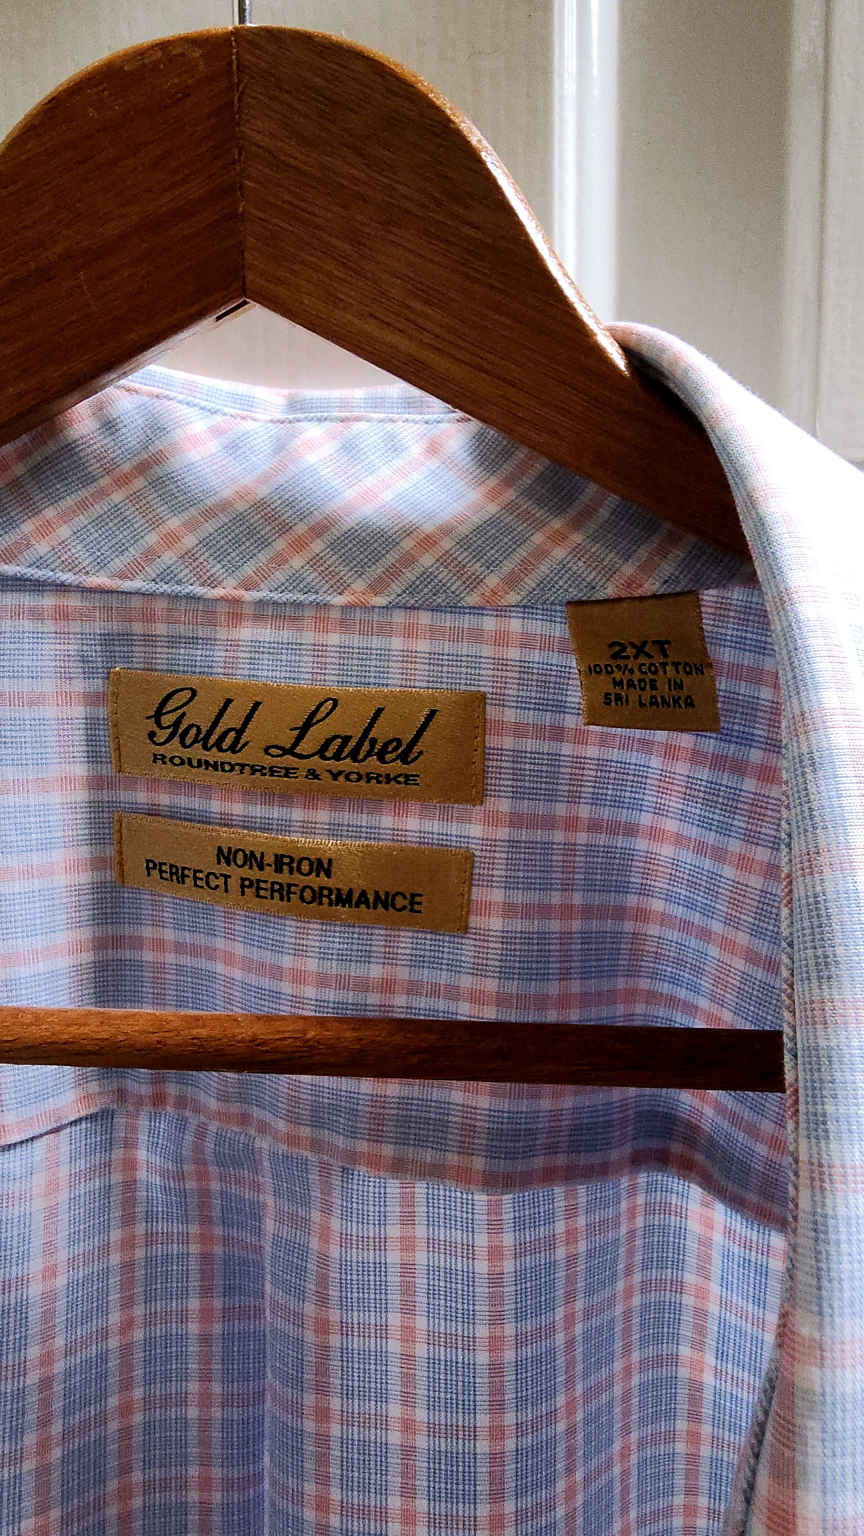 Gold Label
ROUNDTREE & YORKE
NON-IRON
PERFECT PERFORMANCE
2XT
100% COTTON
MADE IN
SRI LANKA